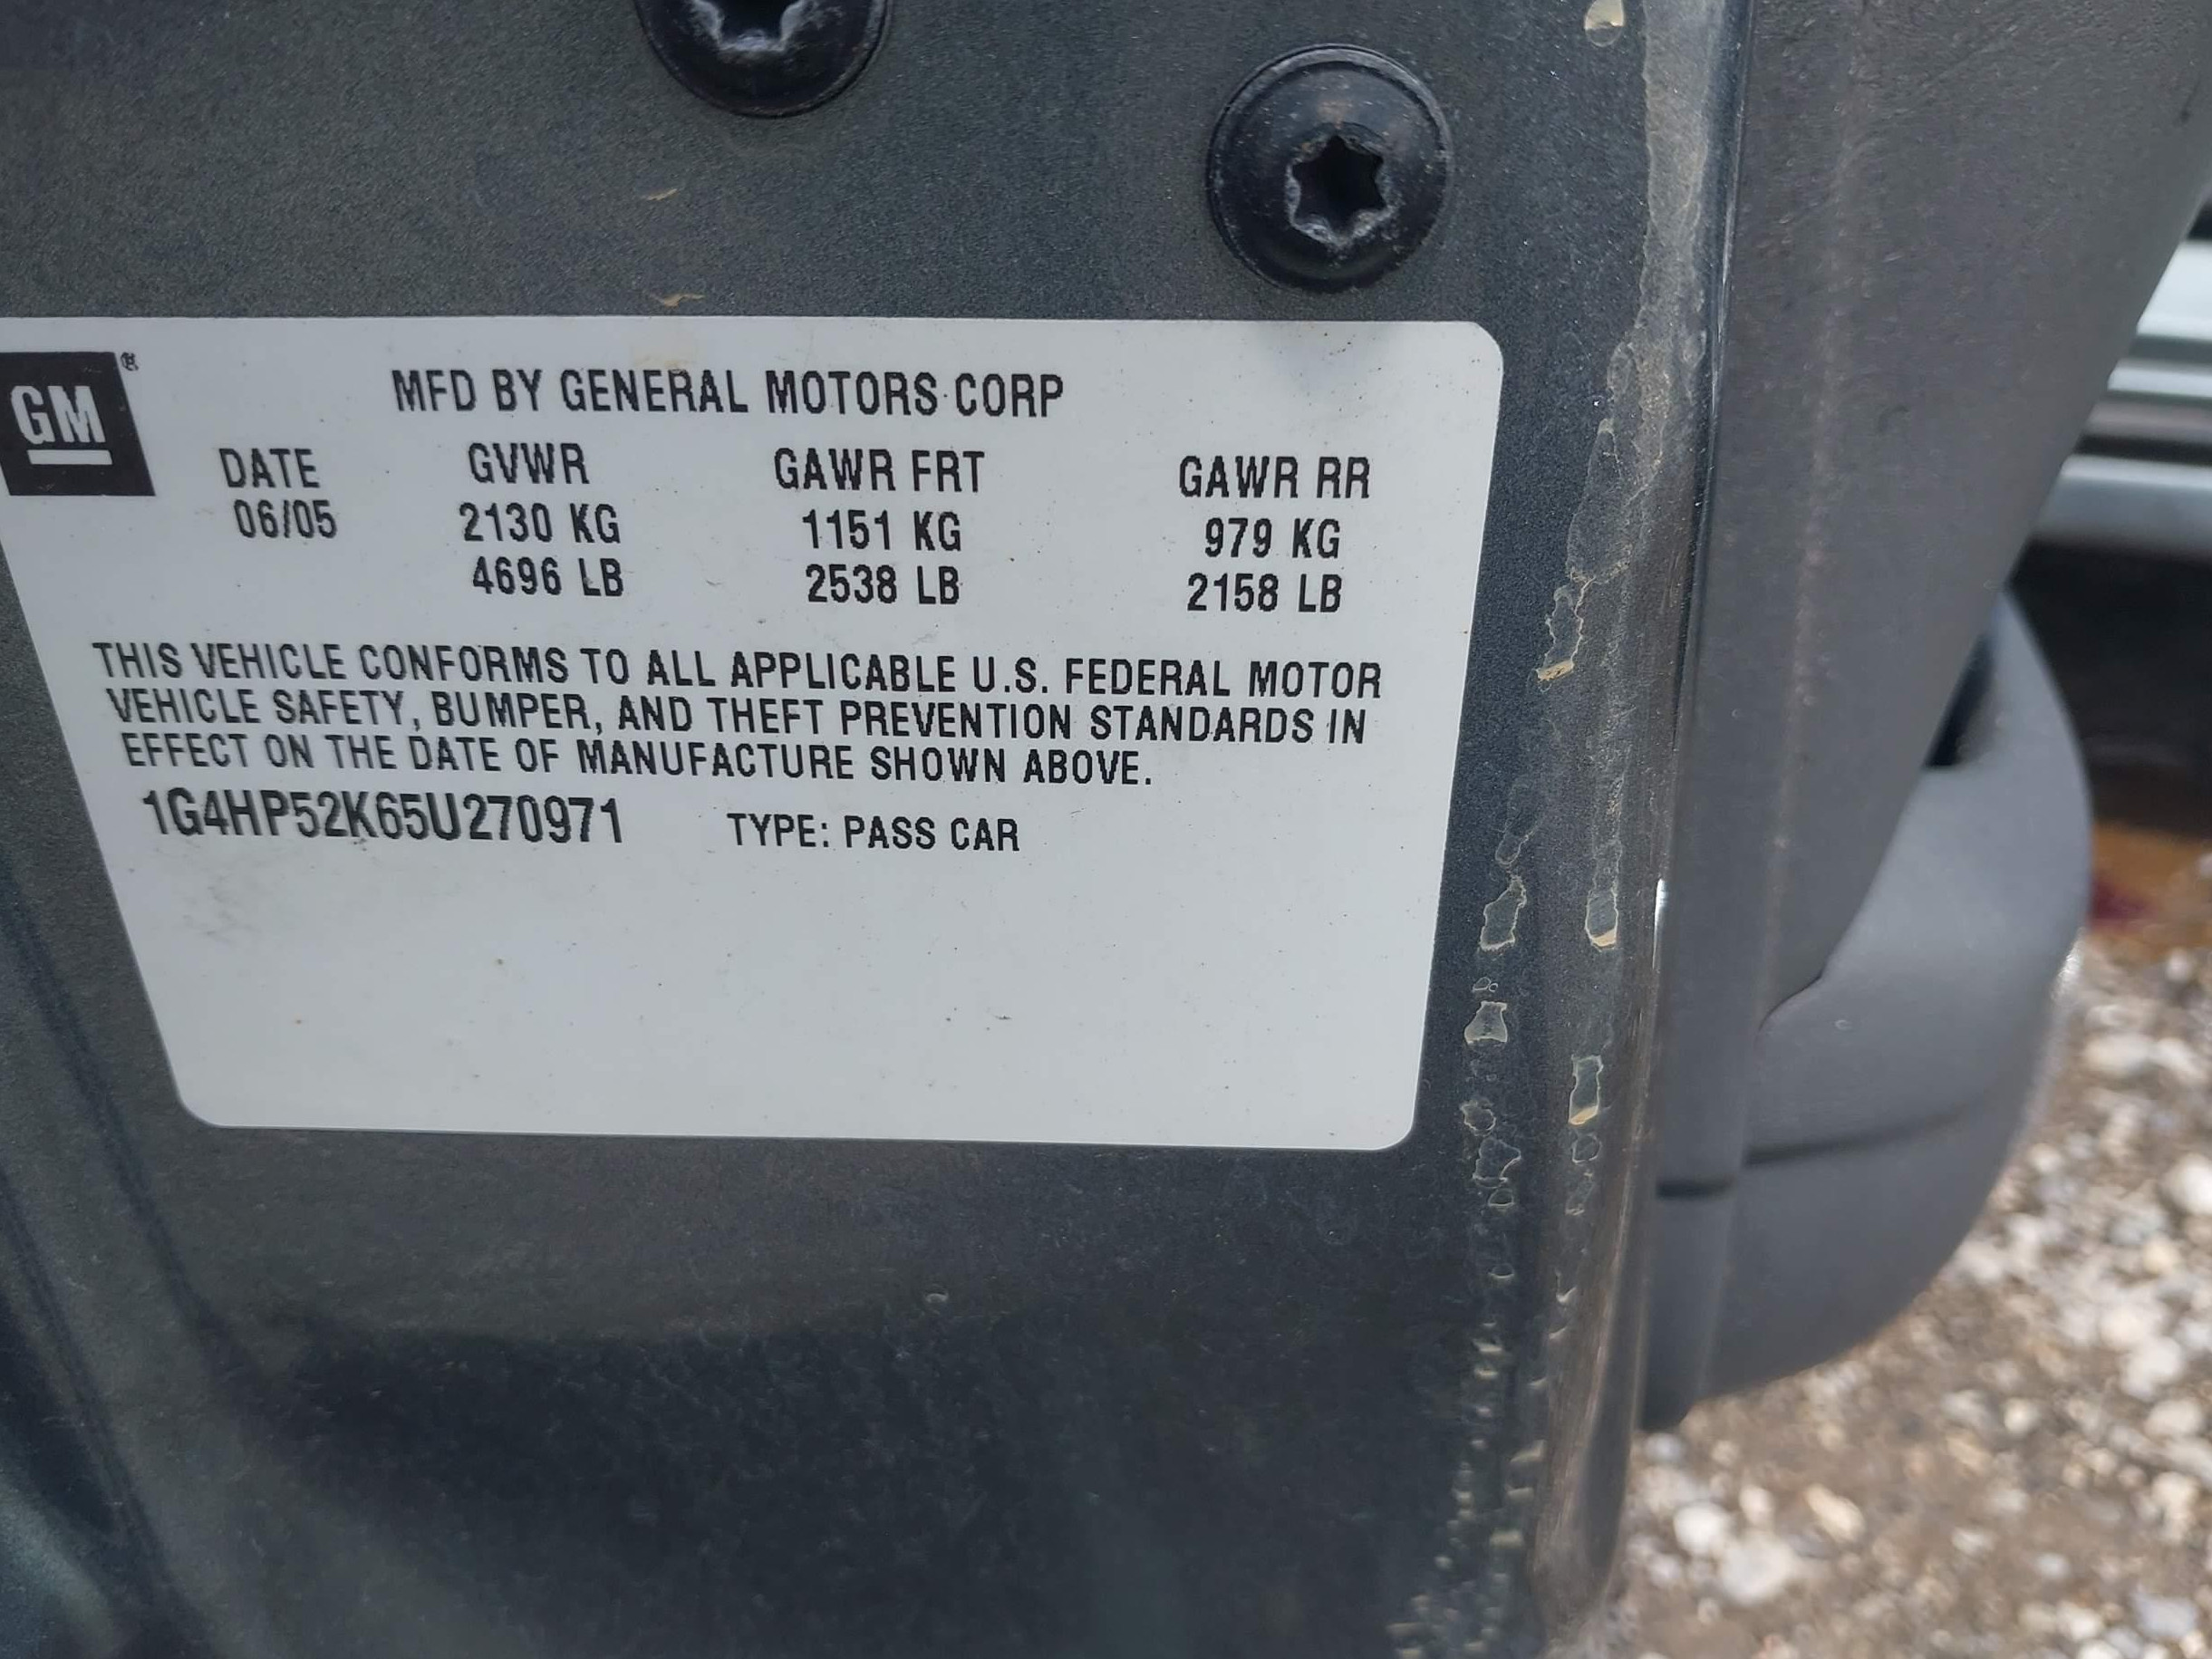 GM®
MFD BY GENERAL MOTORS CORP
DATE GVWR GAWR FRT GAWR RR
06/05 2130 KG 1151 KG 979 KG
4696 LB 2538 LB 2158 LB
THIS VEHICLE CONFORMS TO ALL APPLICABLE U.S. FEDERAL MOTOR
VEHICLE SAFETY, BUMPER, AND THEFT PREVENTION STANDARDS IN
EFFECT ON THE DATE OF MANUFACTURE SHOWN ABOVE.
1G4HP52K65U270971 TYPE: PASS CAR